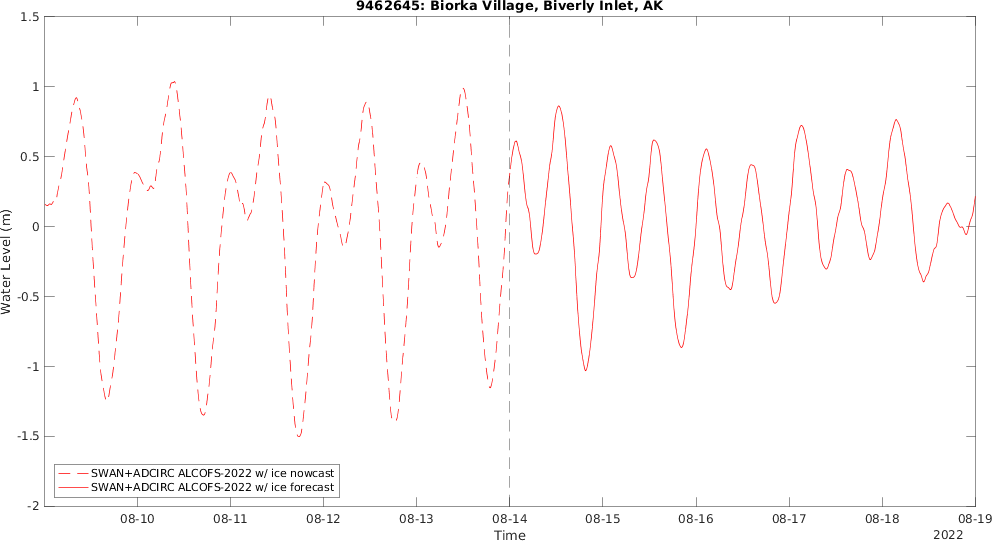 9462645: Biorka Village, Biverly Inlet, AK
1.5
1
0.5
0
-0.5
-1
-1.5
-2
Water Level (m)
SWAN+ADCIRC ALCOFS-2022 w/ ice nowcast
SWAN+ADCIRC ALCOFS-2022 w/ ice forecast
08-10 08-11 08-12 08-13 08-14 08-15 08-16 08-17 08-18 08-19
Time
2022